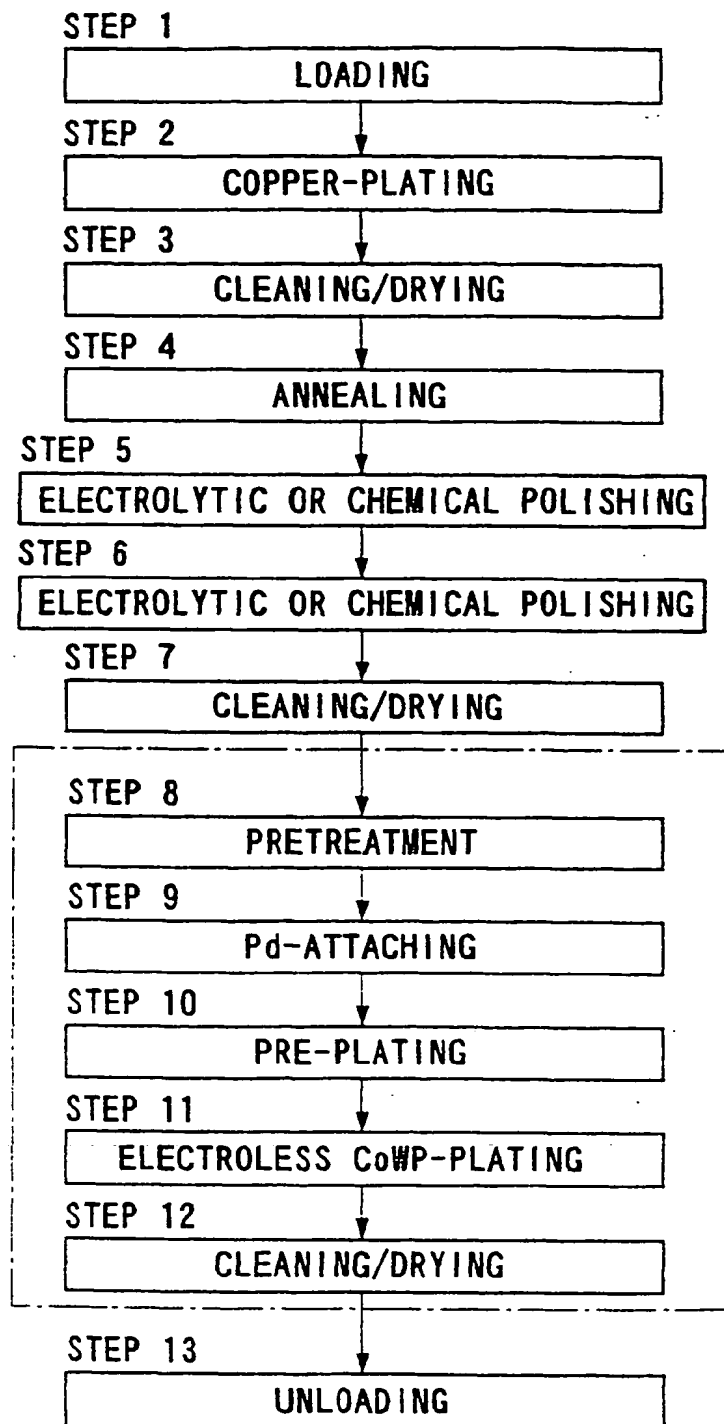 STEP 1
LOADING
STEP 2
COPPER-PLATING
STEP 3
CLEANING/DRYING
STEP 4
ANNEALING
STEP 5
ELECTROLYTIC OR CHEMICAL POLISHING
STEP 6
ELECTROLYTIC OR CHEMICAL POLISHING
STEP 7
CLEANING/DRYING
STEP 8
PRETREATMENT
STEP 9
Pd-ATTACHING
STEP 10
PRE-PLATING
STEP 11
ELECTROLESS CoWP-PLATING
STEP 12
CLEANING/DRYING
STEP 13
UNLOADING